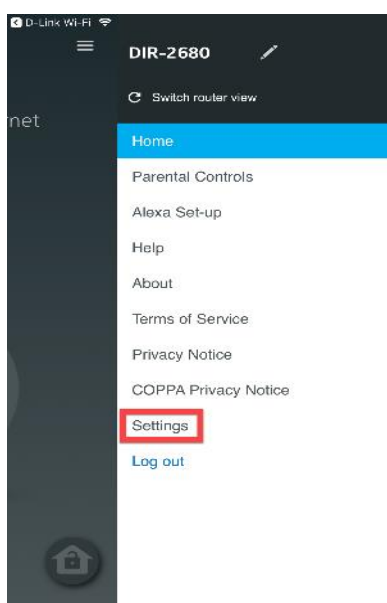 D-Link Wi-Fi
DIR-2680
Switch router view
net
Home
Parental Controls
Alexa Set-up
Help
About
Terms of Service
Privacy Notice
COPPA Privacy Notice
Settings
Log out